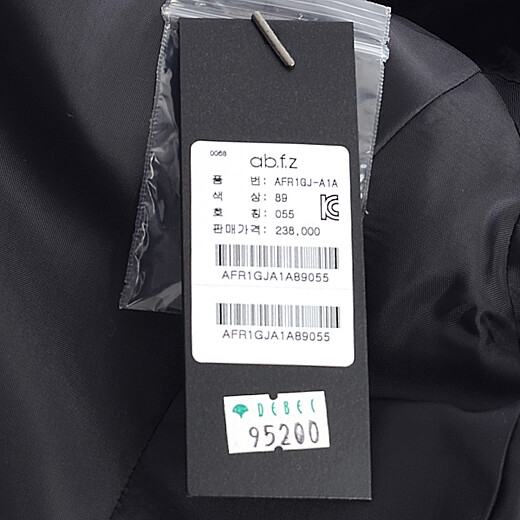 0068
ab.f.z
품 번: AFR1GJ-A1A
색 상: 89
호 칭: 055
판매가격: 238,000
AFR1GJA1A89055
AFR1GJA1A89055
DEBEC
95200